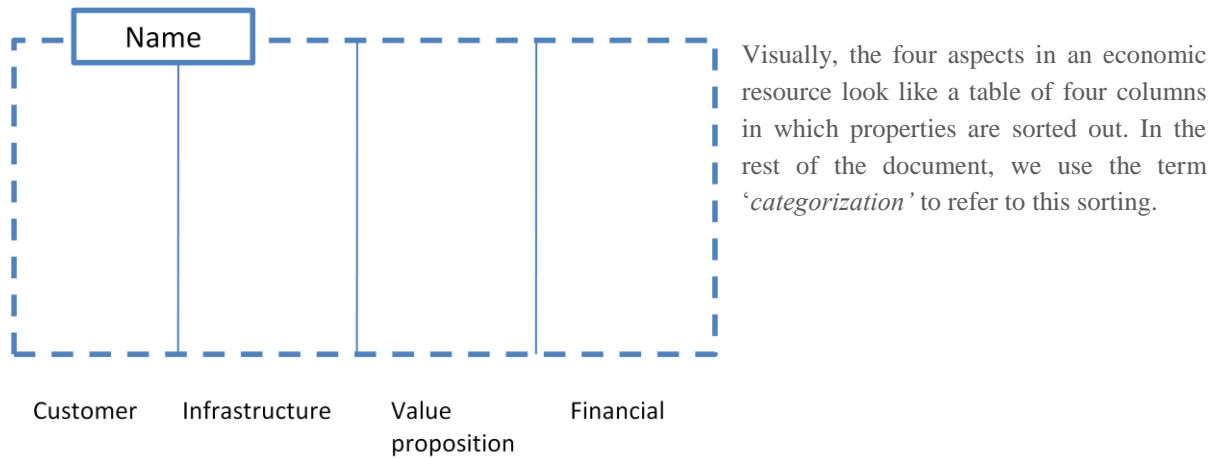 Name
Customer Infrastructure Value Financial
proposition
Visually, the four aspects in an economic
resource look like a table of four columns
in which properties are sorted out. In the
rest of the document, we use the term
‘categorization’ to refer to this sorting.